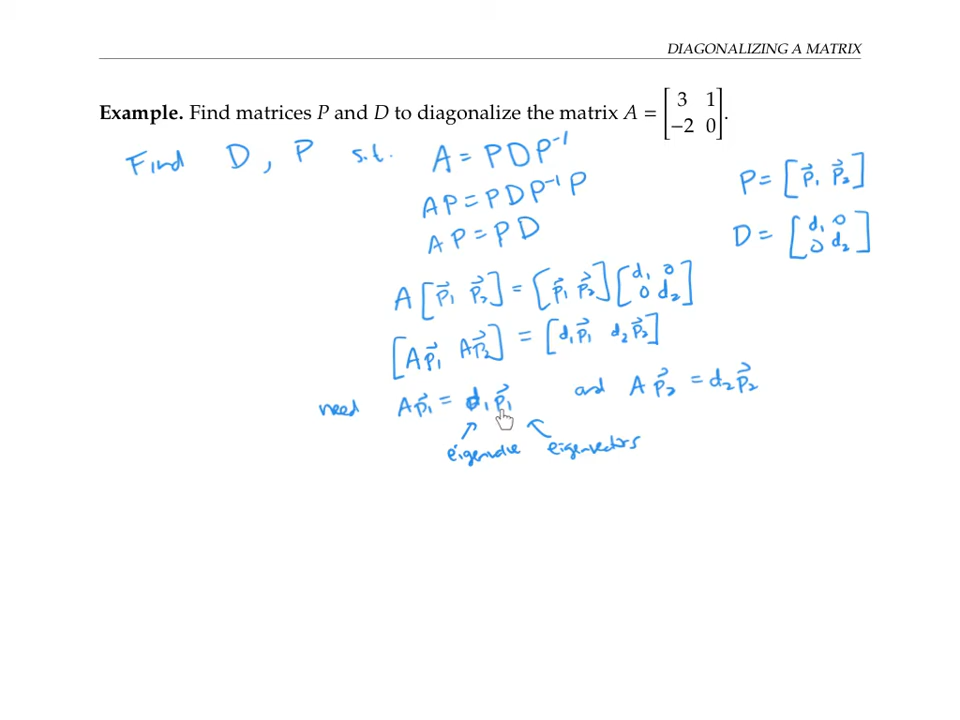 DIAGONALIZING A MATRIX
Example. Find matrices P and D to diagonalize the matrix A = [3 1; −2 0].
Find D, P s.t. A = PDP⁻¹
P = [p⃗₁ p⃗₂]
AP = PDP⁻¹P
D = [d₁ 0; 0 d₂]
AP = PD
A[p⃗₁ p⃗₂] = [p⃗₁ p⃗₂][d₁ 0; 0 d₂]
[Ap⃗₁ Ap⃗₂] = [d₁p⃗₁ d₂p⃗₂]
need Ap⃗₁ = d₁p⃗₁ and Ap⃗₂ = d₂p⃗₂
eigenvalue eigenvectors